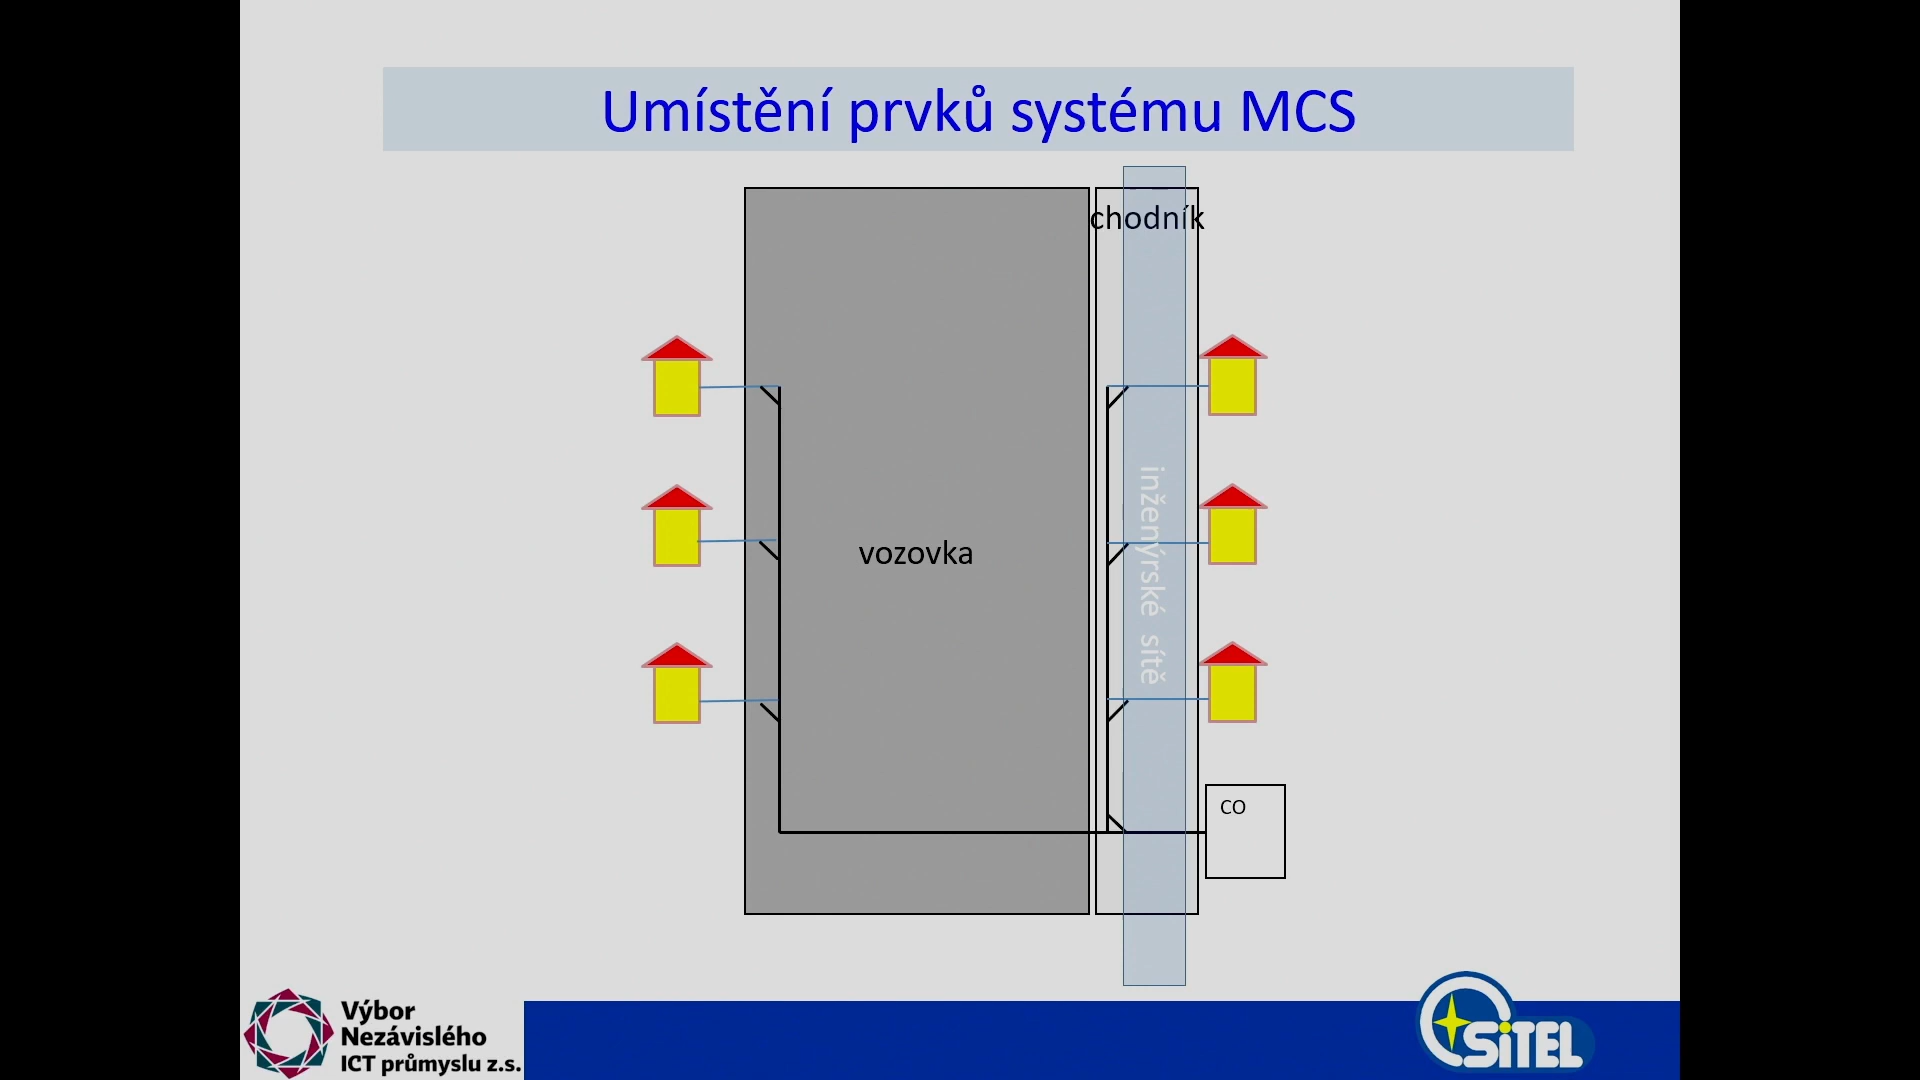 Umístění prvků systému MCS
chodník
inženýrské sítě
vozovka
CO
Výbor
Nezávislého
ICT průmyslu z.s.
SiTEL